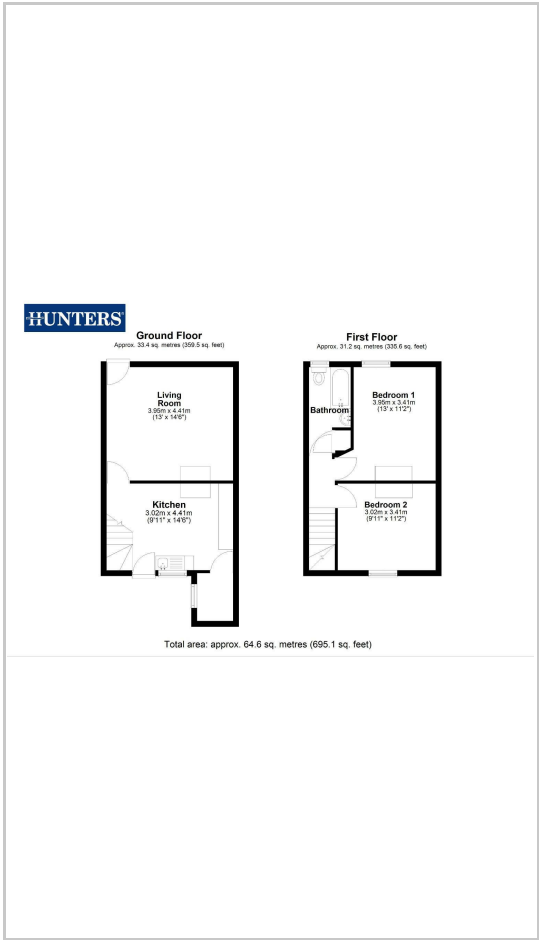 HUNTERS
Ground Floor
Approx. 33.4 sq. metres (359.5 sq. feet)
Living
Room
3.95m x 4.41m
(13' x 14'6")
Kitchen
3.02m x 4.41m
(9'11" x 14'6")
First Floor
Approx. 31.2 sq. metres (335.6 sq. feet)
Bathroom
Bedroom 1
3.95m x 3.41m
(13' x 11'2")
Bedroom 2
3.02m x 3.41m
(9'11" x 11'2")
Total area: approx. 64.6 sq. metres (695.1 sq. feet)